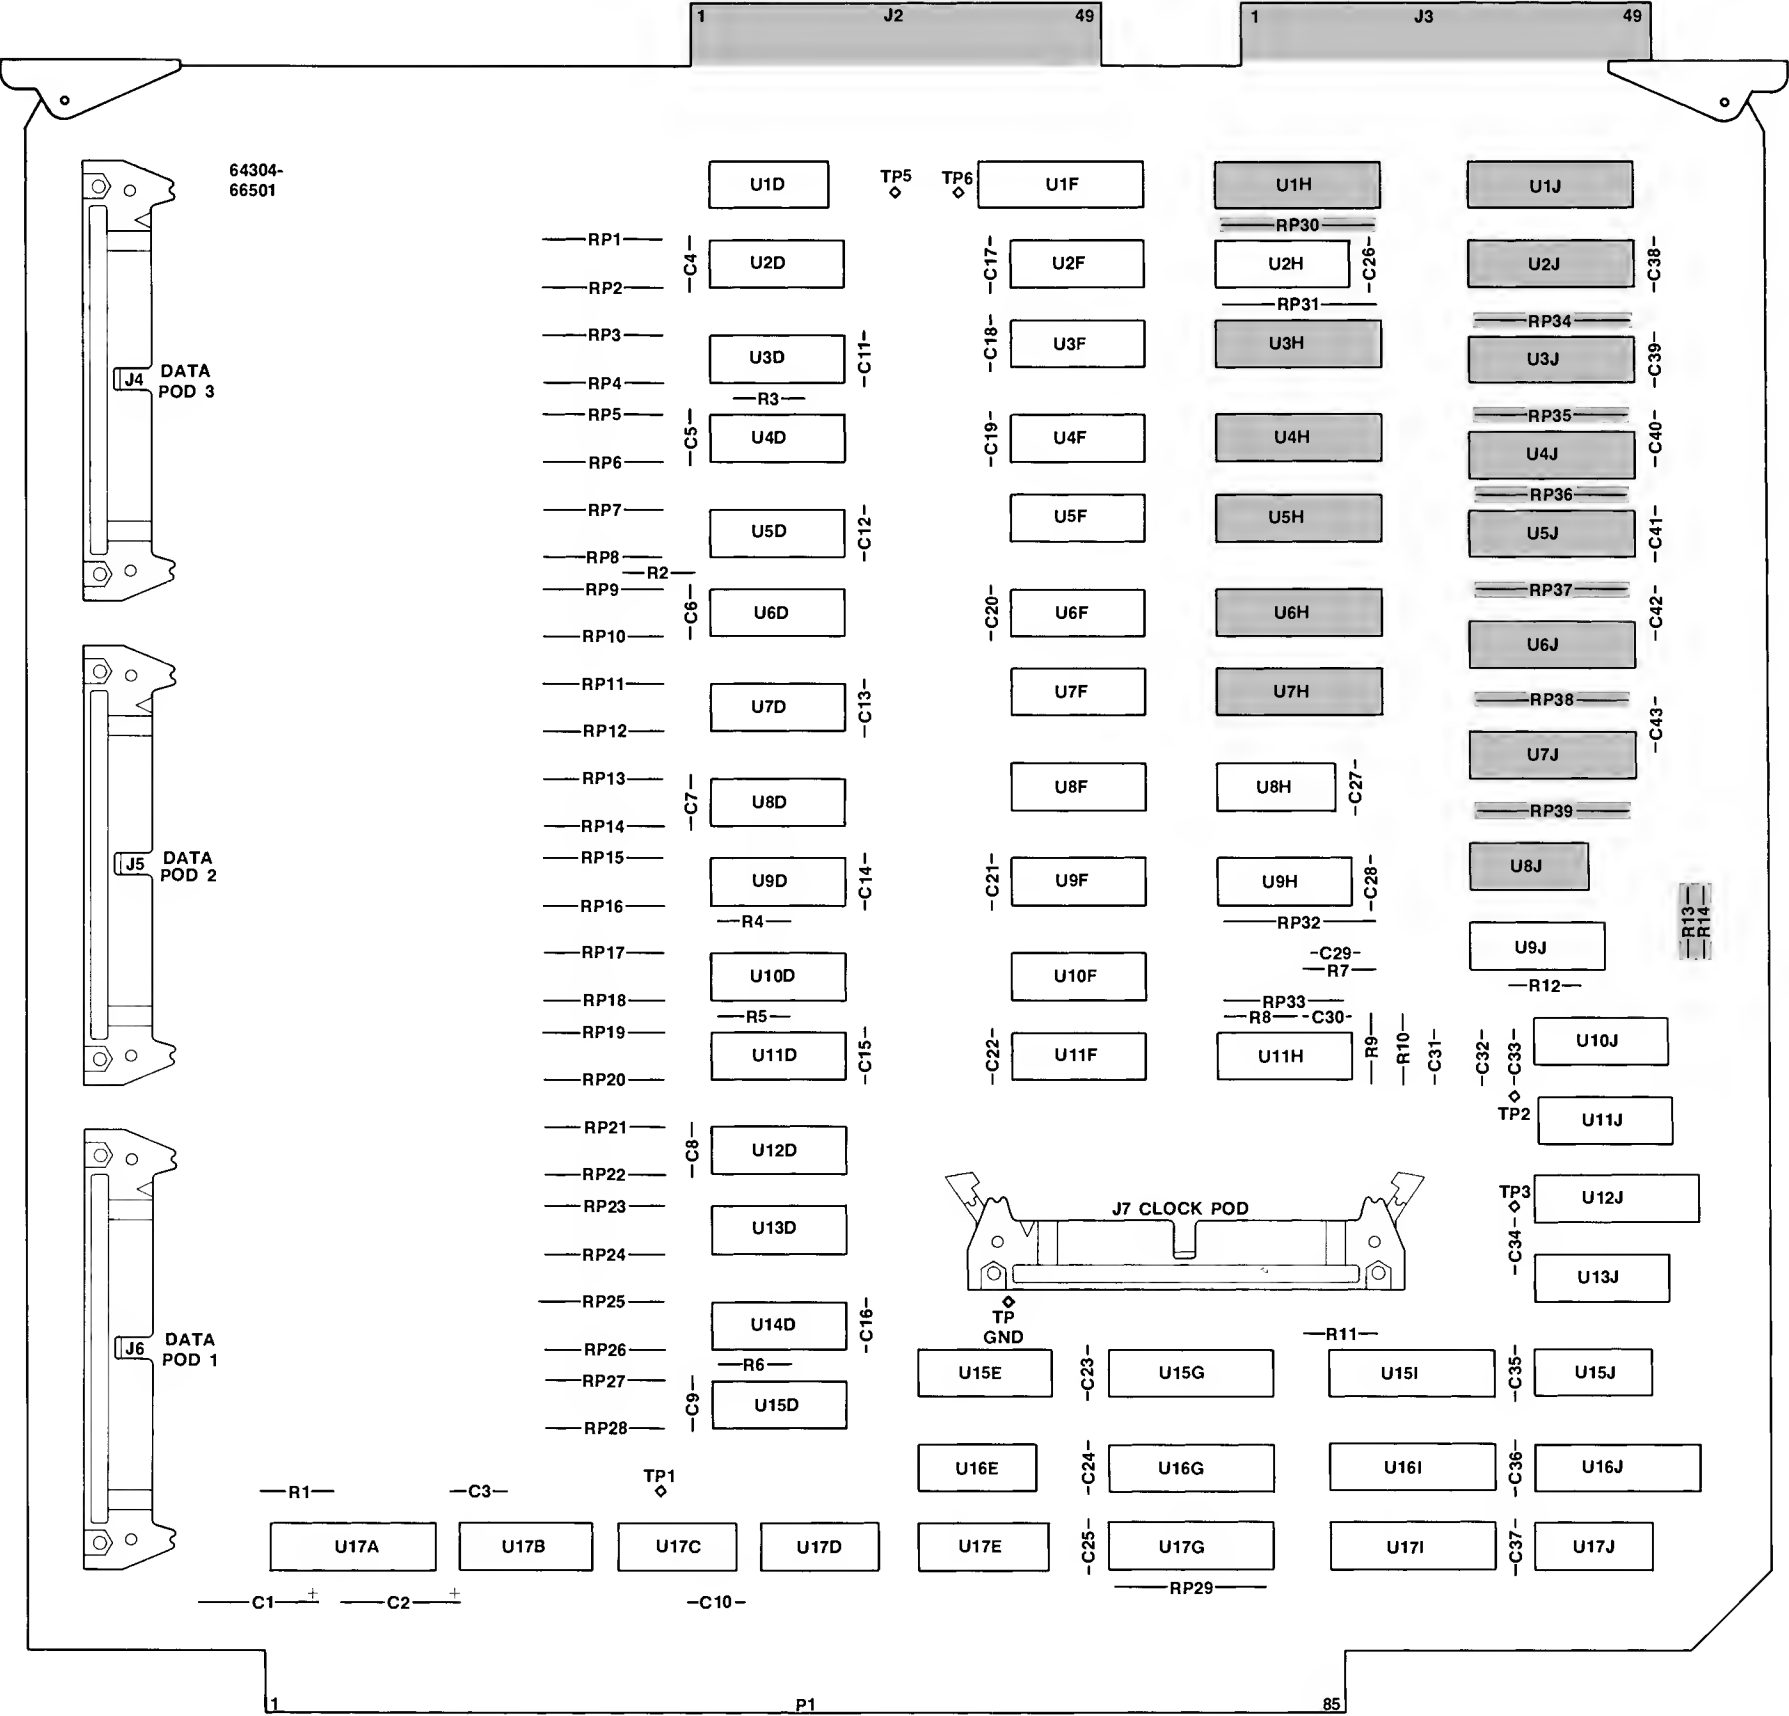 1 J2 49
1 J3 49
64304-
66501
U1D
TP5
TP6
U1F
U1H
U1J
RP30
RP1
C4
U2D
C17
U2F
U2H
C26
U2J
C38
RP2
RP31
RP3
U3D
C11
C18
U3F
U3H
RP34
U3J
C39
J4
DATA
POD 3
RP4
R3
RP5
C5
U4D
C19
U4F
U4H
RP35
U4J
C40
RP6
RP36
RP7
U5D
C12
U5F
U5H
U5J
C41
RP8
R2
RP9
C6
U6D
C20
U6F
U6H
RP37
C42
RP10
U6J
RP11
U7D
C13
U7F
U7H
RP38
C43
RP12
U7J
RP13
C7
U8D
U8F
U8H
C27
RP14
RP39
J5
DATA
POD 2
RP15
U9D
C14
C21
U9F
U9H
C28
U8J
RP16
R4
RP32
R13
R14
U9J
RP17
C29
R7
R12
U10D
U10F
RP18
RP33
R5
R8
C30
RP19
U11D
C15
C22
U11F
U11H
R9
R10
C31
C32
C33
U10J
RP20
TP2
U11J
RP21
C8
U12D
RP22
TP3
U12J
RP23
J7 CLOCK POD
U13D
C34
RP24
U13J
RP25
TP
GND
U14D
C16
R11
J6
DATA
POD 1
RP26
R6
U15E
C23
U15G
U15I
C35
U15J
RP27
C9
U15D
RP28
U16E
C24
U16G
U16I
C36
U16J
TP1
R1
C3
U17A
U17B
U17C
U17D
U17E
C25
U17G
U17I
C37
U17J
RP29
C1 +
C2 +
C10
1 P1 85